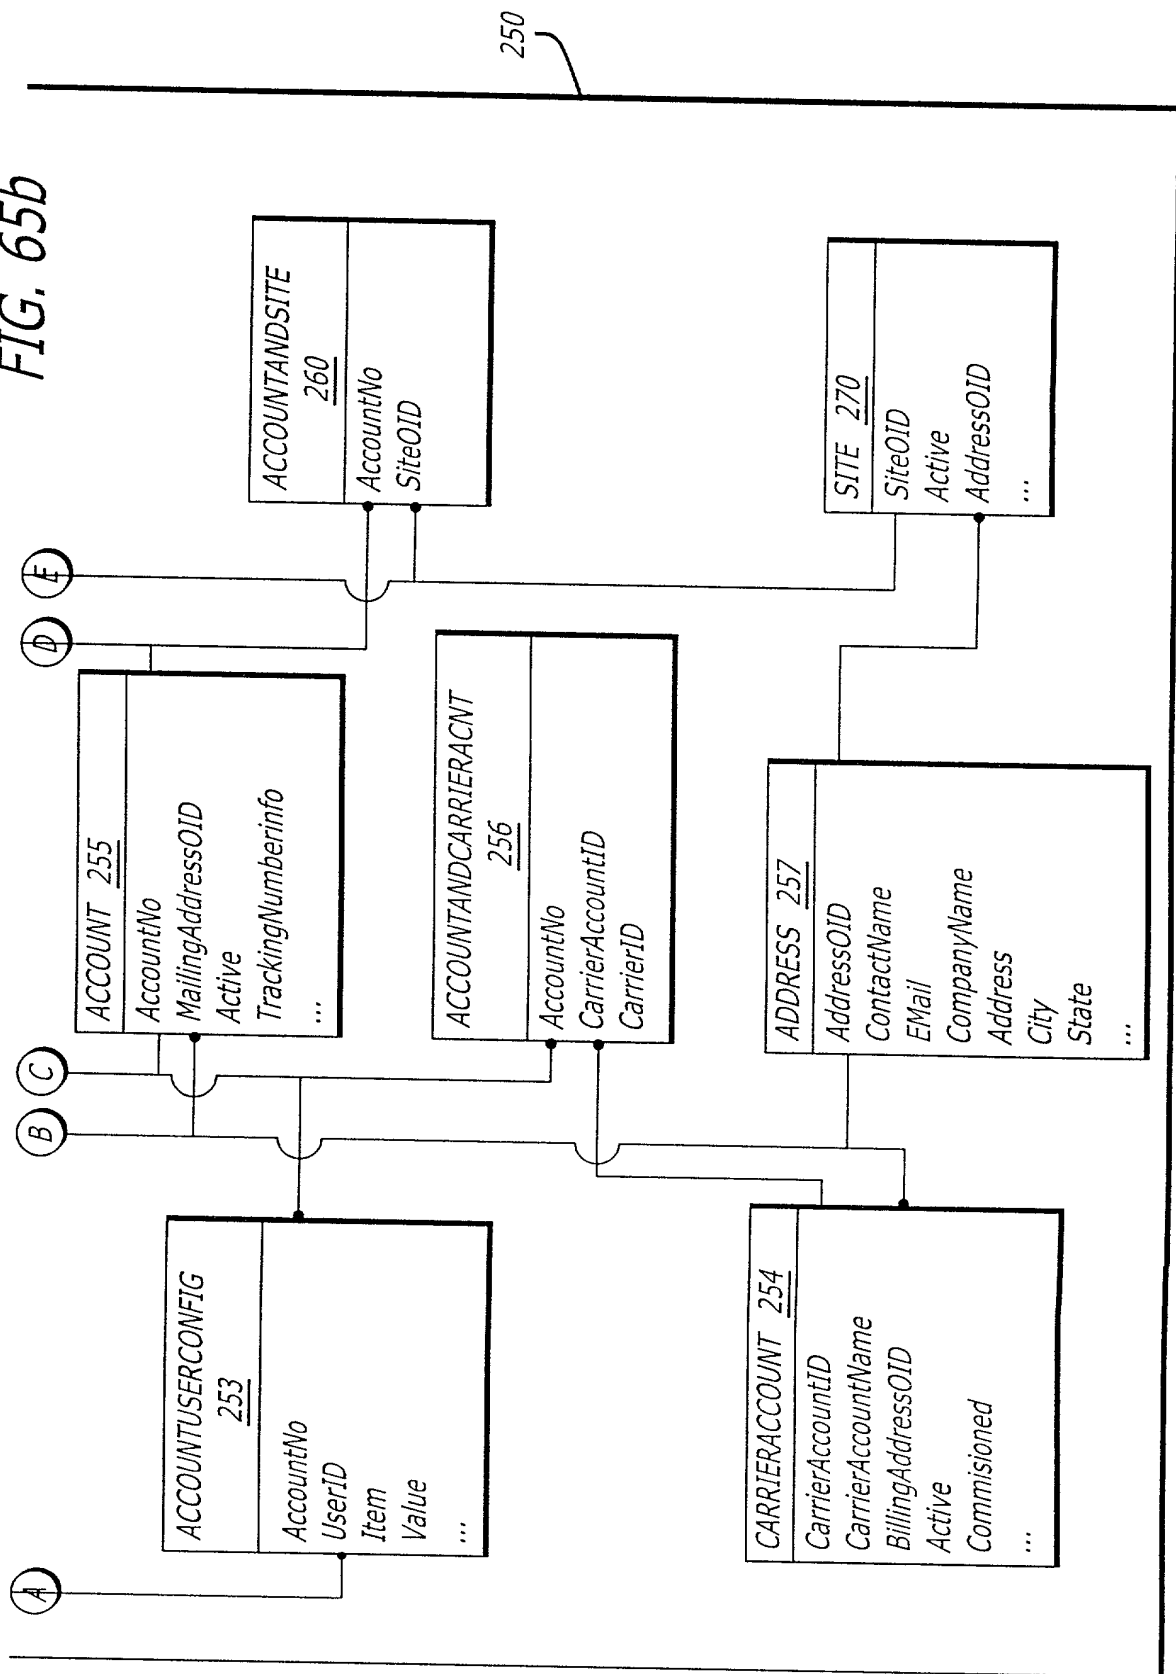 FIG. 65b
250
A
B
C
D
E
ACCOUNTUSERCONFIG
253
AccountNo
UserID
Item
Value
...
ACCOUNT 255
AccountNo
MailingAddressOID
Active
TrackingNumberinfo
...
ACCOUNTANDSITE
260
AccountNo
SiteOID
ACCOUNTANDCARRIERACNT
256
AccountNo
CarrierAccountID
CarrierID
CARRIERACCOUNT 254
CarrierAccountID
CarrierAccountName
BillingAddressOID
Active
Commisioned
...
ADDRESS 257
AddressOID
ContactName
EMail
CompanyName
Address
City
State
...
SITE 270
SiteOID
Active
AddressOID
...